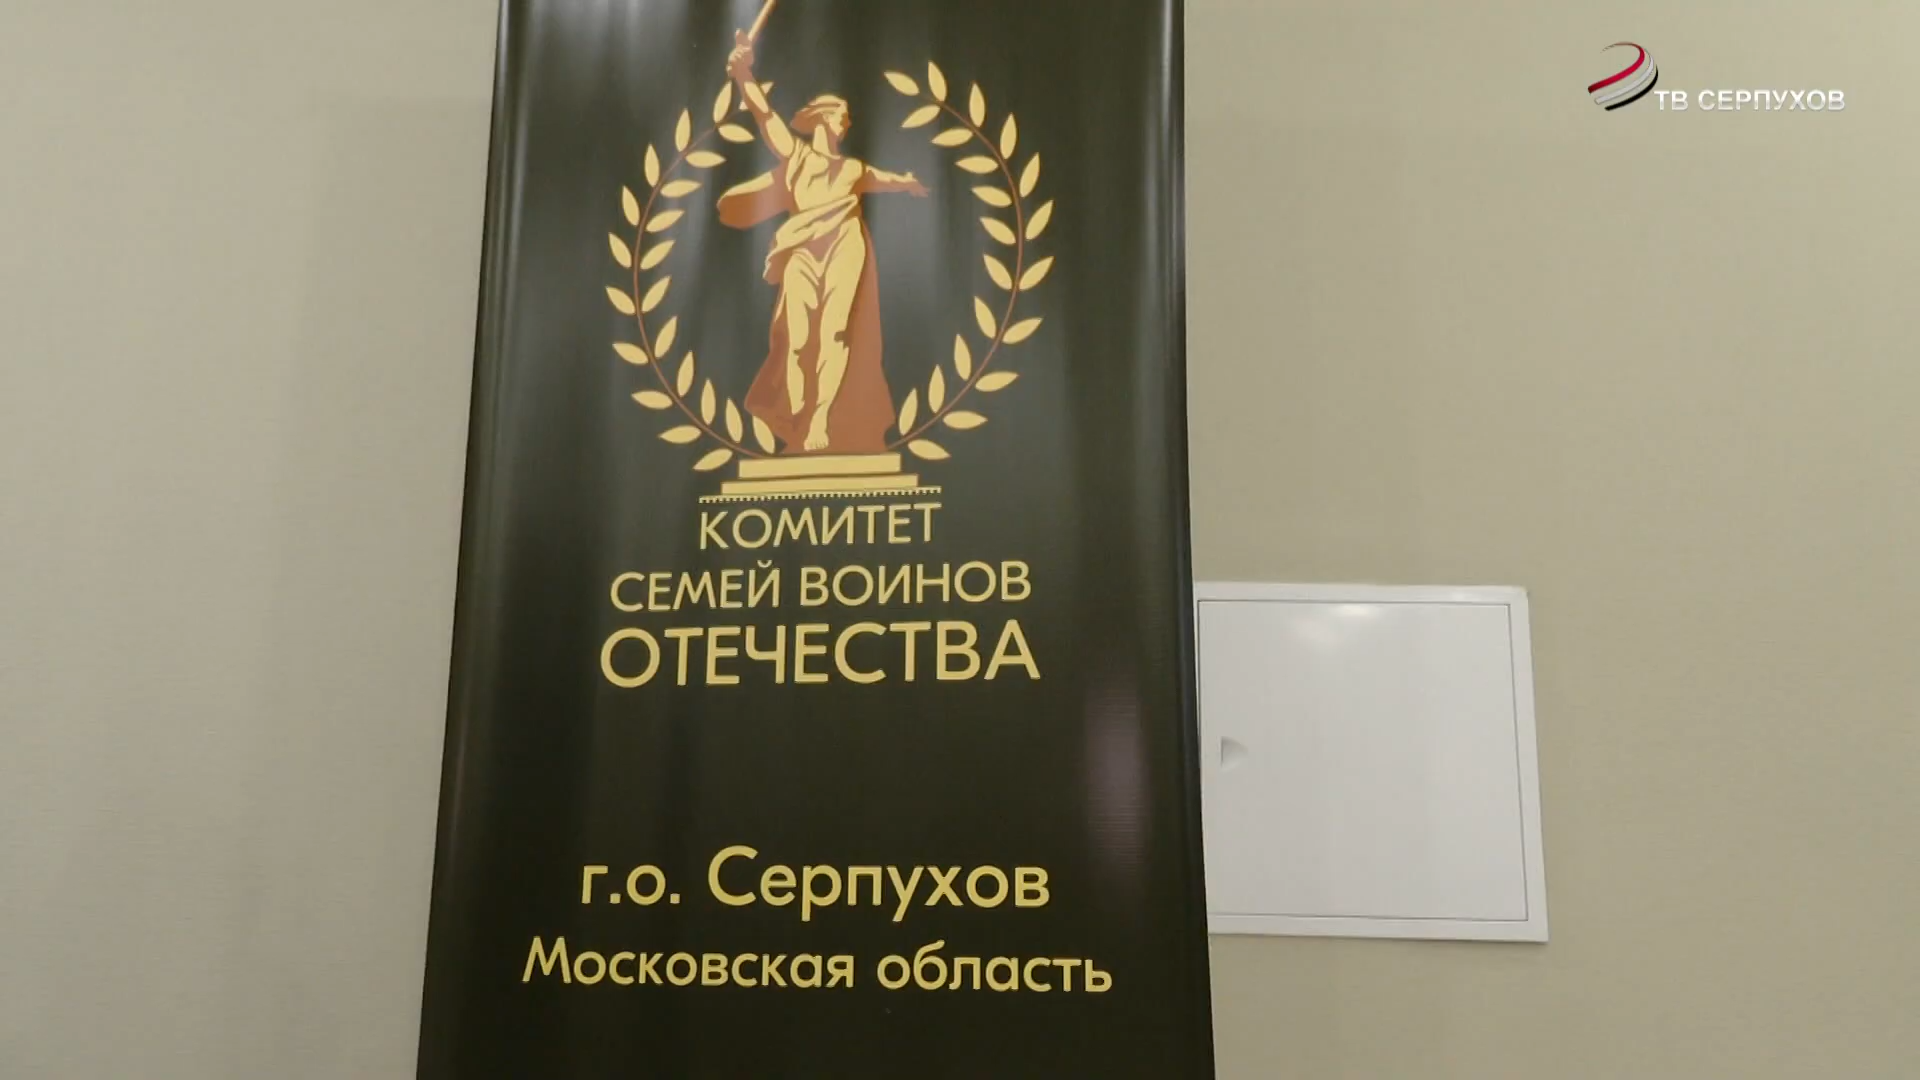 ТВ СЕРПУХОВ
КОМИТЕТ
СЕМЕЙ ВОИНОВ
ОТЕЧЕСТВА
г.о. Серпухов
Московская область